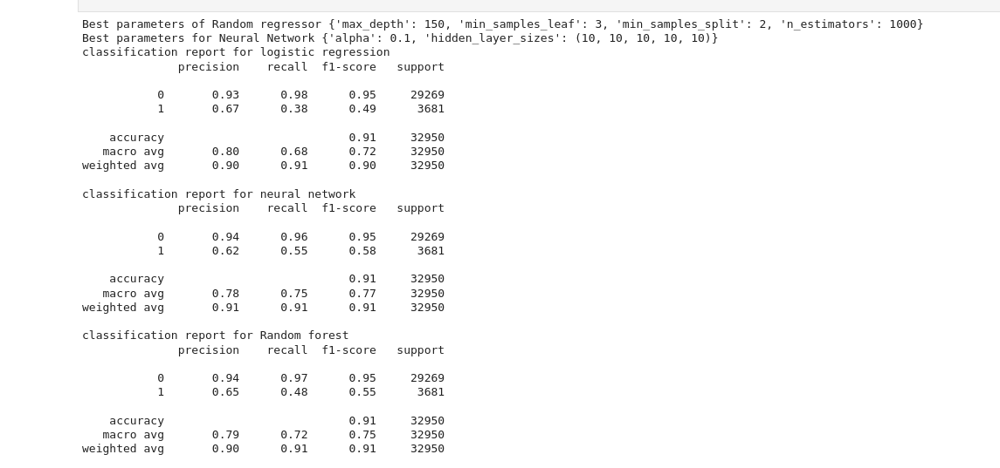 Best parameters of Random regressor {'max_depth': 150, 'min_samples_leaf': 3, 'min_samples_split': 2, 'n_estimators': 1000}
Best parameters for Neural Network {'alpha': 0.1, 'hidden_layer_sizes': (10, 10, 10, 10, 10)}
classification report for logistic regression
precision recall f1-score support
0 0.93 0.98 0.95 29269
1 0.67 0.38 0.49 3681
accuracy 0.91 32950
macro avg 0.80 0.68 0.72 32950
weighted avg 0.90 0.91 0.90 32950
classification report for neural network
precision recall f1-score support
0 0.94 0.96 0.95 29269
1 0.62 0.55 0.58 3681
accuracy 0.91 32950
macro avg 0.78 0.75 0.77 32950
weighted avg 0.91 0.91 0.91 32950
classification report for Random forest
precision recall f1-score support
0 0.94 0.97 0.95 29269
1 0.65 0.48 0.55 3681
accuracy 0.91 32950
macro avg 0.79 0.72 0.75 32950
weighted avg 0.90 0.91 0.91 32950